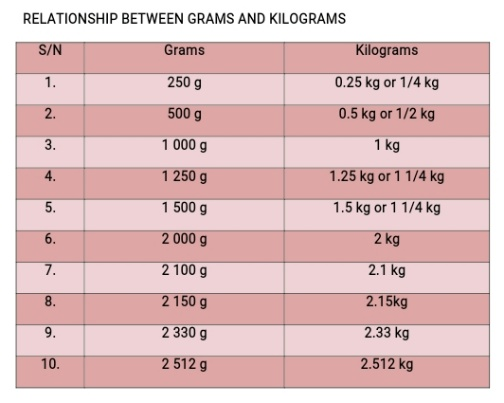 RELATIONSHIP BETWEEN GRAMS AND KILOGRAMS
S/N Grams Kilograms
1. 250 g 0.25 kg or 1/4 kg
2. 500 g 0.5 kg or 1/2 kg
3. 1 000 g 1 kg
4. 1 250 g 1.25 kg or 1 1/4 kg
5. 1 500 g 1.5 kg or 1 1/4 kg
6. 2 000 g 2 kg
7. 2 100 g 2.1 kg
8. 2 150 g 2.15kg
9. 2 330 g 2.33 kg
10. 2 512 g 2.512 kg